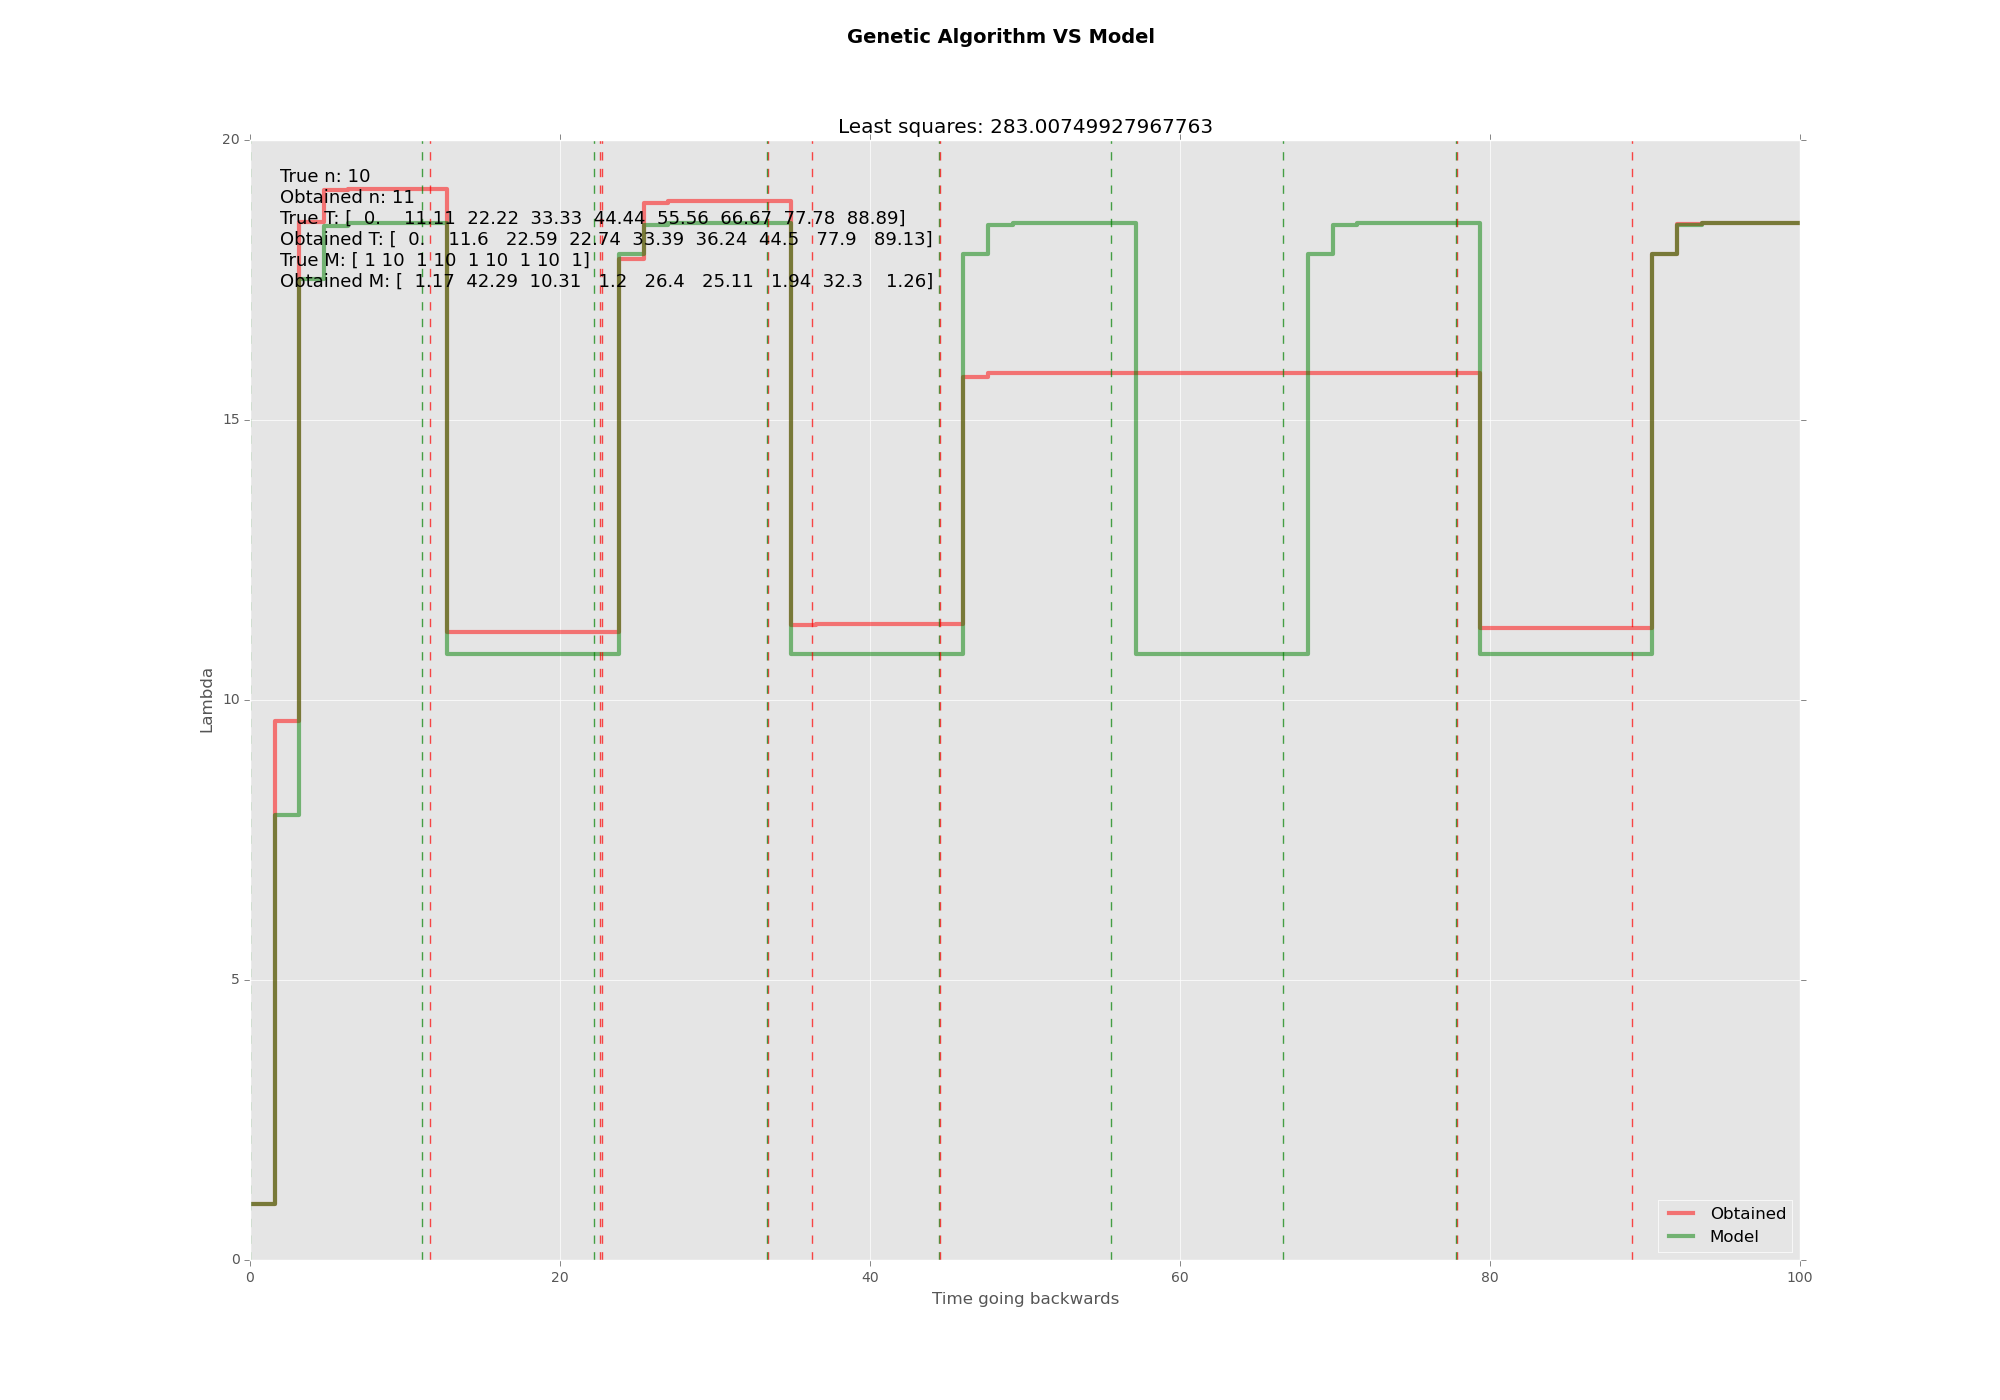 Genetic Algorithm VS Model
Least squares: 283.00749927967763
True n: 10
Obtained n: 11
True T: [  0.    11.11  22.22  33.33  44.44  55.56  66.67  77.78  88.89]
Obtained T: [  0.    11.6   22.59  22.74  33.39  36.24  44.5   77.9   89.13]
True M: [ 1 10  1 10  1 10  1 10  1]
Obtained M: [  1.17  42.29  10.31   1.2   26.4   25.11   1.94  32.3    1.26]
20
15
10
5
0
Lambda
0 20 40 60 80 100
Time going backwards
Obtained
Model